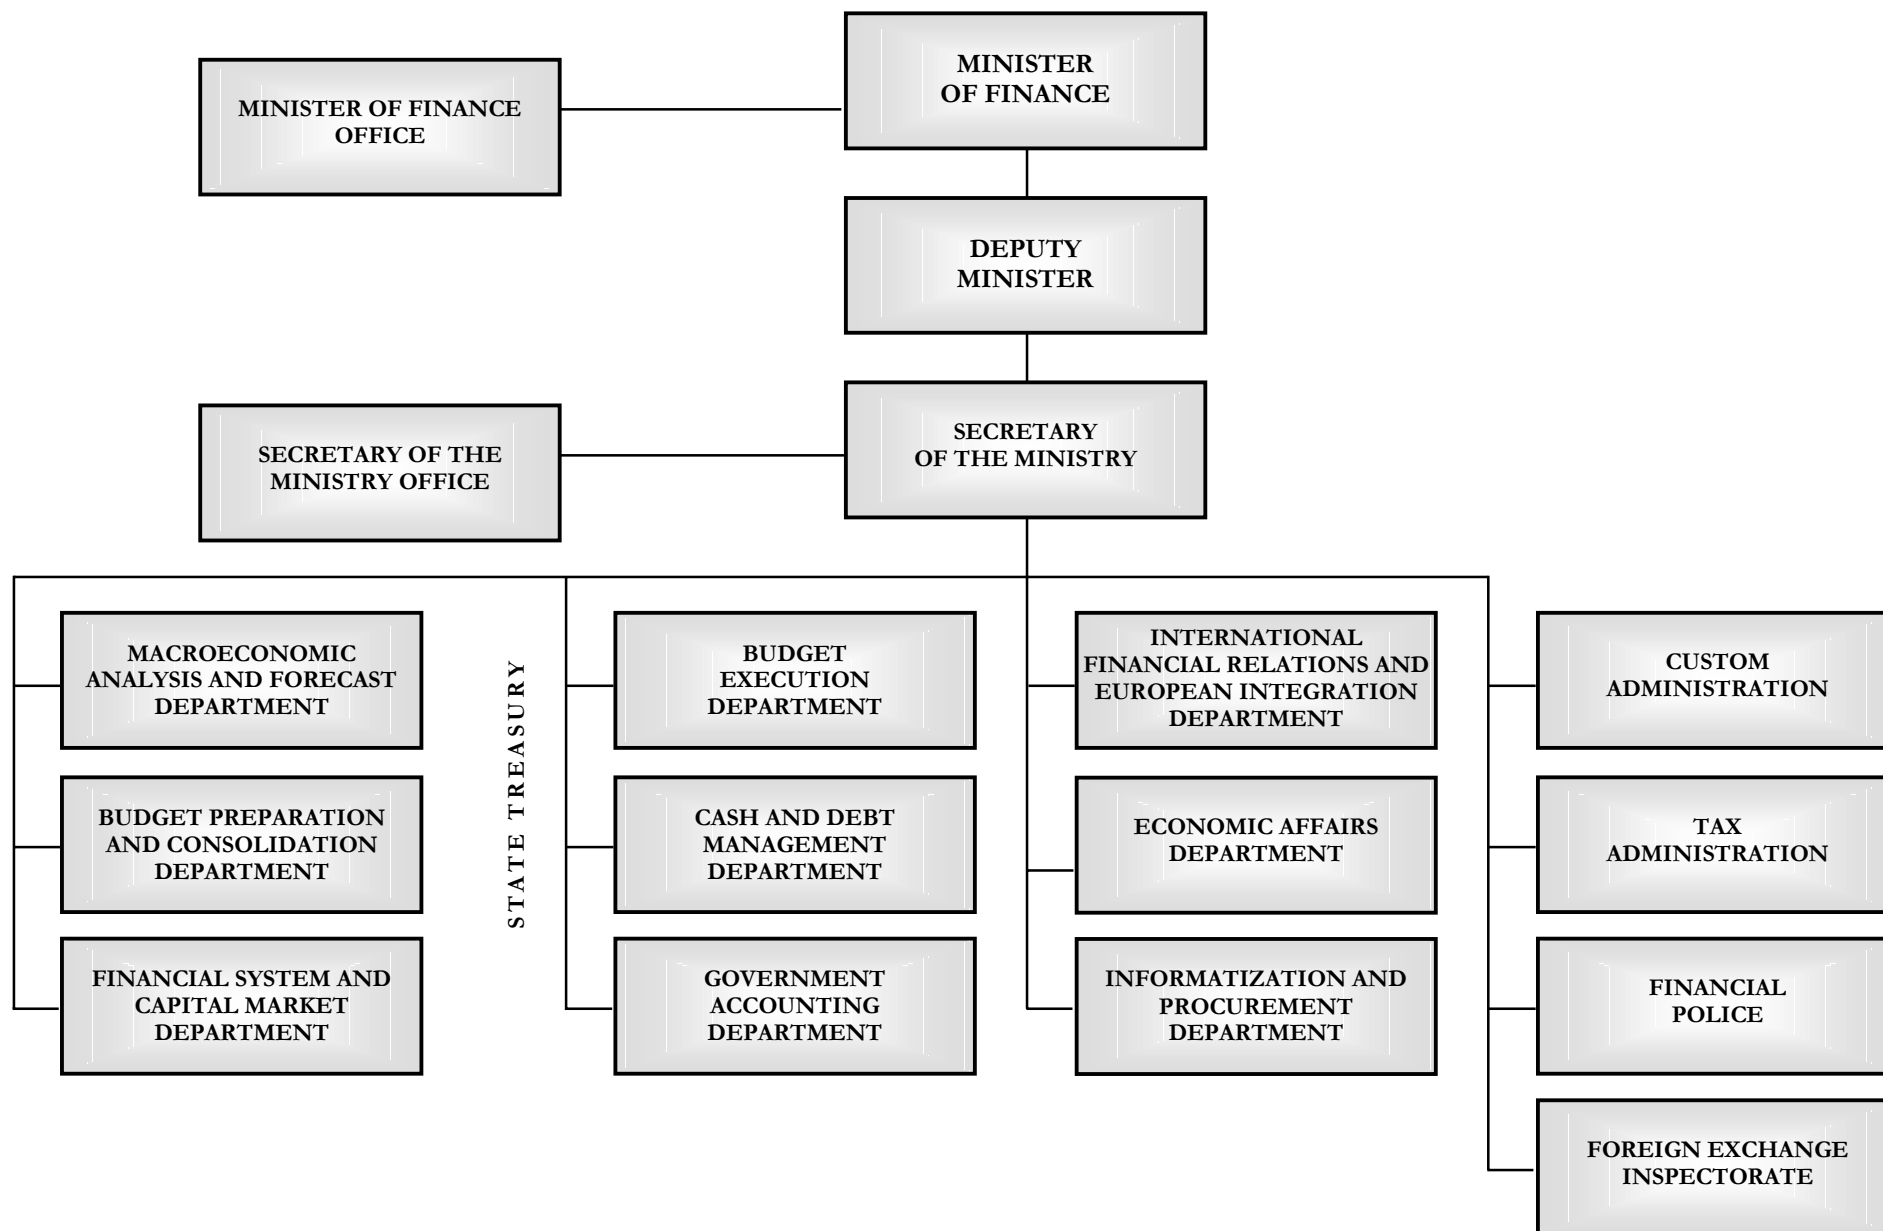 MINISTER
OF FINANCE
MINISTER OF FINANCE
OFFICE
DEPUTY
MINISTER
SECRETARY
OF THE MINISTRY
SECRETARY OF THE
MINISTRY OFFICE
MACROECONOMIC
ANALYSIS AND FORECAST
DEPARTMENT
BUDGET PREPARATION
AND CONSOLIDATION
DEPARTMENT
FINANCIAL SYSTEM AND
CAPITAL MARKET
DEPARTMENT
STATE TREASURY
BUDGET
EXECUTION
DEPARTMENT
CASH AND DEBT
MANAGEMENT
DEPARTMENT
GOVERNMENT
ACCOUNTING
DEPARTMENT
INTERNATIONAL
FINANCIAL RELATIONS AND
EUROPEAN INTEGRATION
DEPARTMENT
ECONOMIC AFFAIRS
DEPARTMENT
INFORMATIZATION AND
PROCUREMENT
DEPARTMENT
CUSTOM
ADMINISTRATION
TAX
ADMINISTRATION
FINANCIAL
POLICE
FOREIGN EXCHANGE
INSPECTORATE